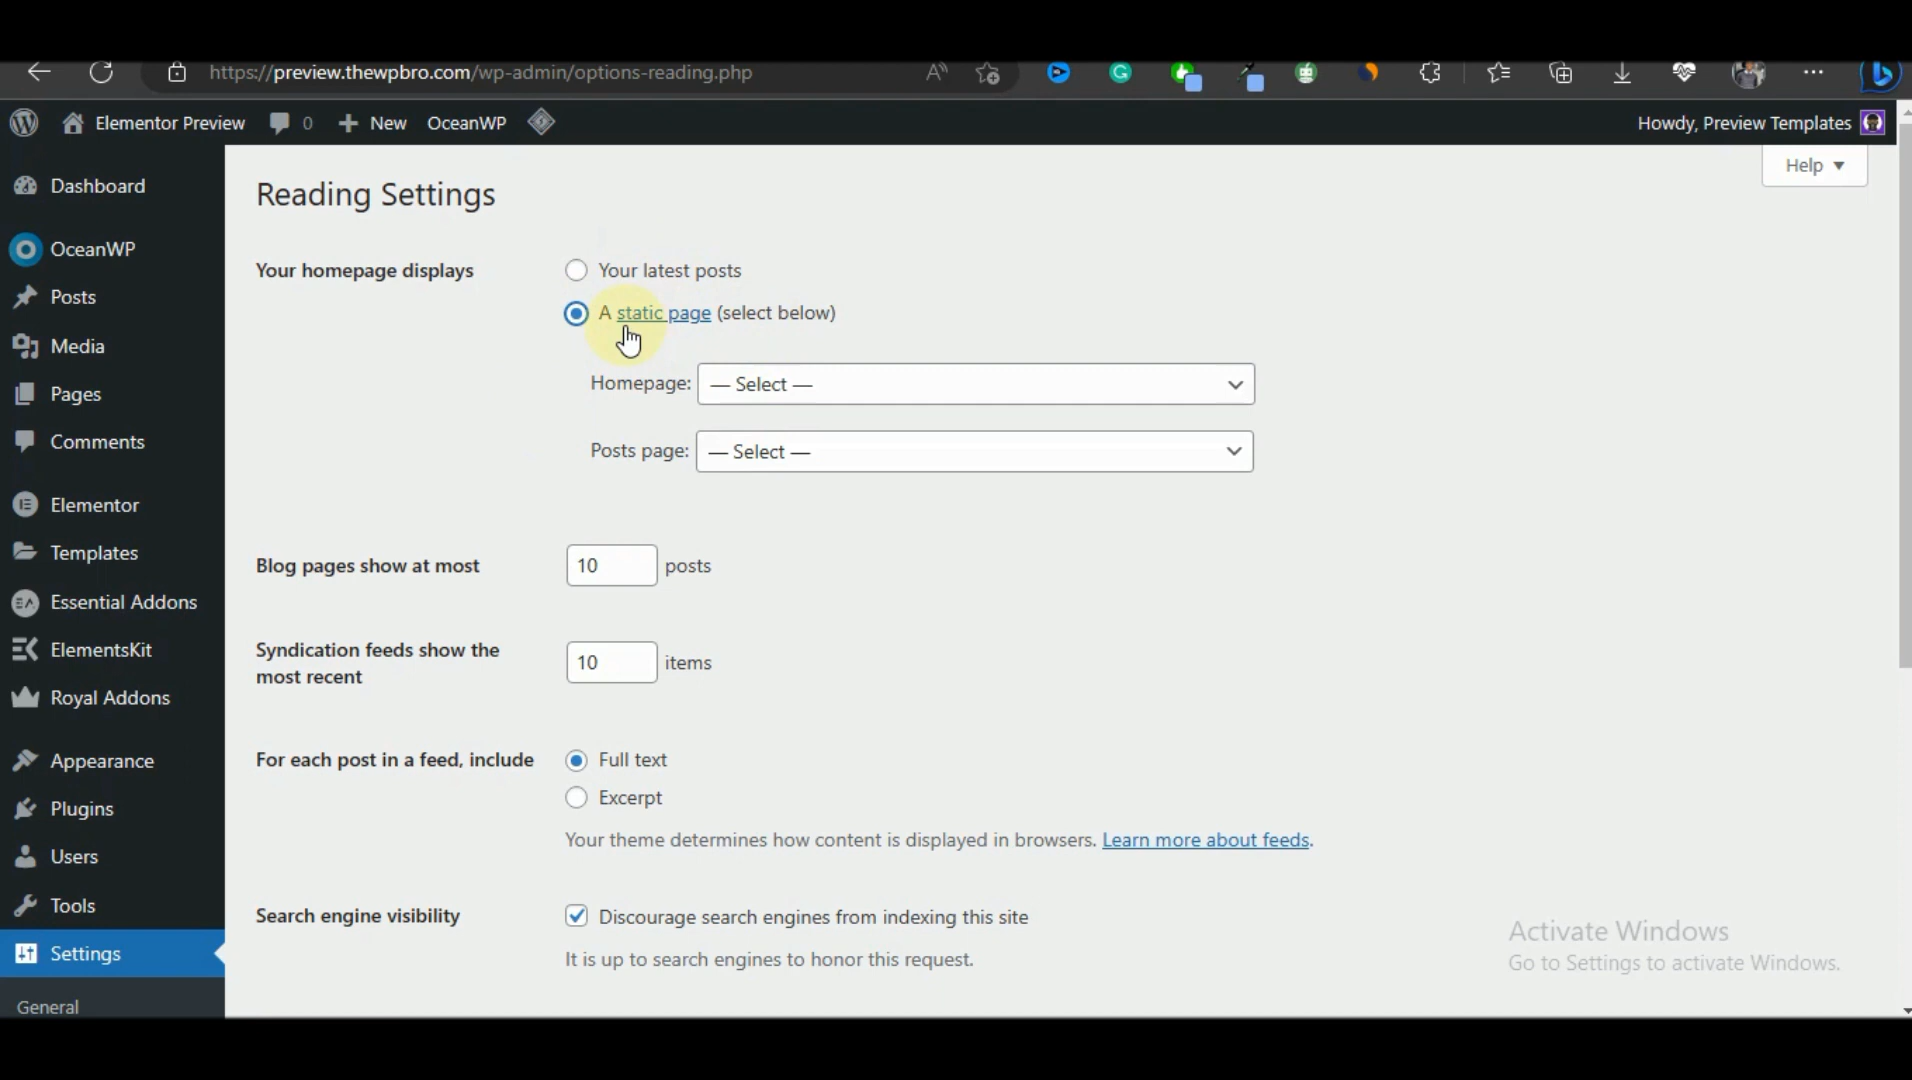 https://preview.thewpbro.com/wp-admin/options-reading.php
Elementor Preview 0 New OceanWP Howdy, Preview Templates
Help
Dashboard
OceanWP
Posts
Media
Pages
Comments
Elementor
Templates
Essential Addons
ElementsKit
Royal Addons
Appearance
Plugins
Users
Tools
Settings
General
Reading Settings
Your homepage displays
Your latest posts
A static page (select below)
Homepage: — Select —
Posts page: — Select —
Blog pages show at most 10 posts
Syndication feeds show the
most recent
10 items
For each post in a feed, include
Full text
Excerpt
Your theme determines how content is displayed in browsers. Learn more about feeds.
Search engine visibility
Discourage search engines from indexing this site
It is up to search engines to honor this request.
Activate Windows
Go to Settings to activate Windows.